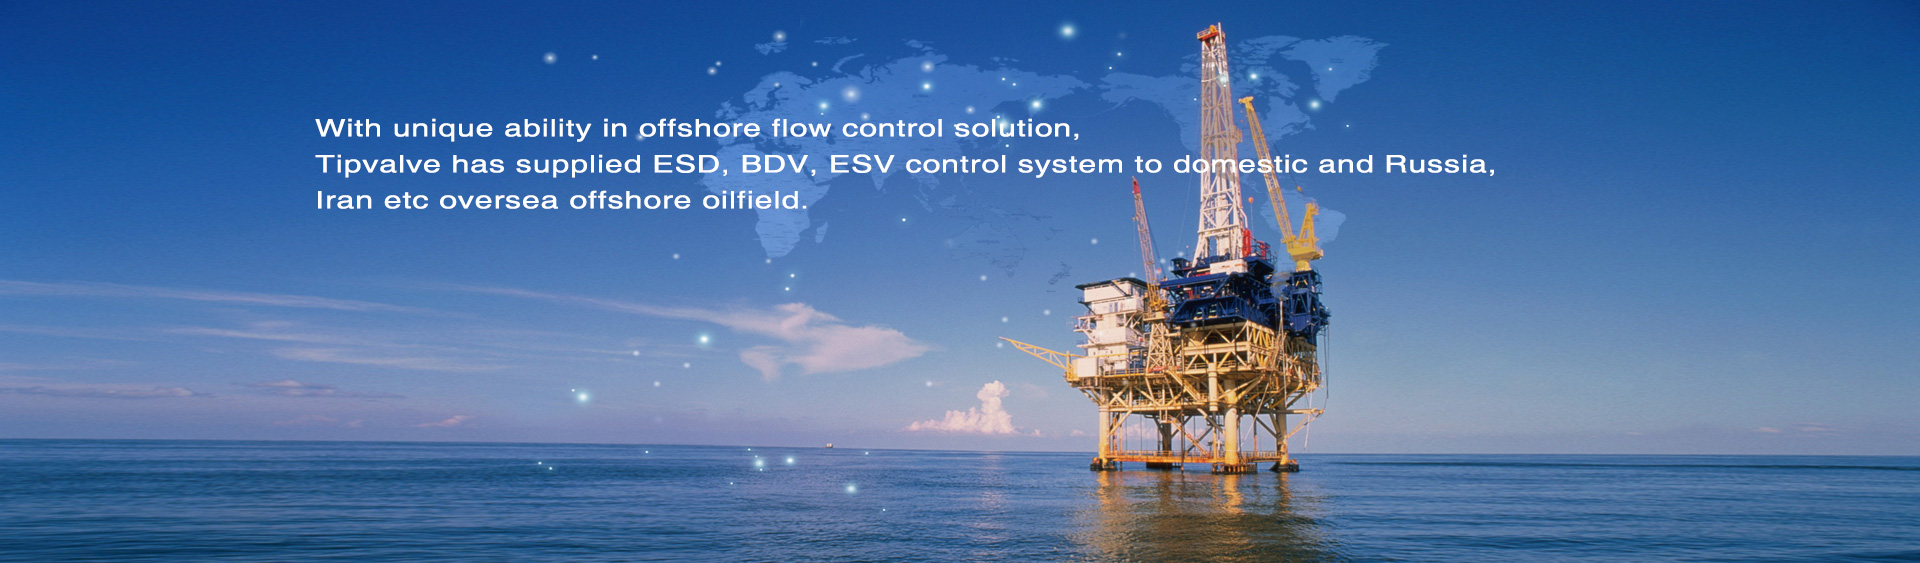 With unique ability in offshore flow control solution,
Tipvalve has supplied ESD, BDV, ESV control system to domestic and Russia,
Iran etc oversea offshore oilfield.